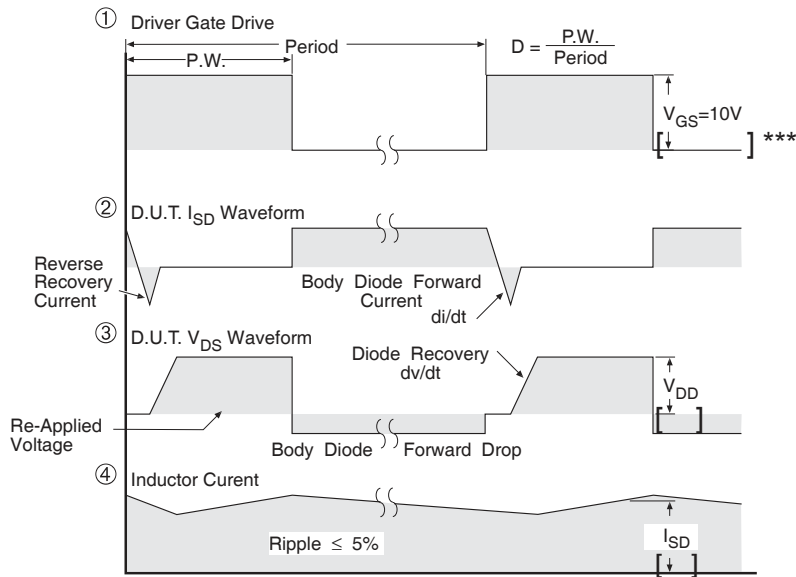 ① Driver Gate Drive
P.W.
Period
D = P.W. / Period
V_GS=10V
[ ] ***
② D.U.T. I_SD Waveform
Reverse
Recovery
Current
Body Diode Forward
Current
di/dt
③ D.U.T. V_DS Waveform
Diode Recovery
dv/dt
V_DD
[ ]
Re-Applied
Voltage
Body Diode Forward Drop
④ Inductor Curent
Ripple ≤ 5%
I_SD
[ ]